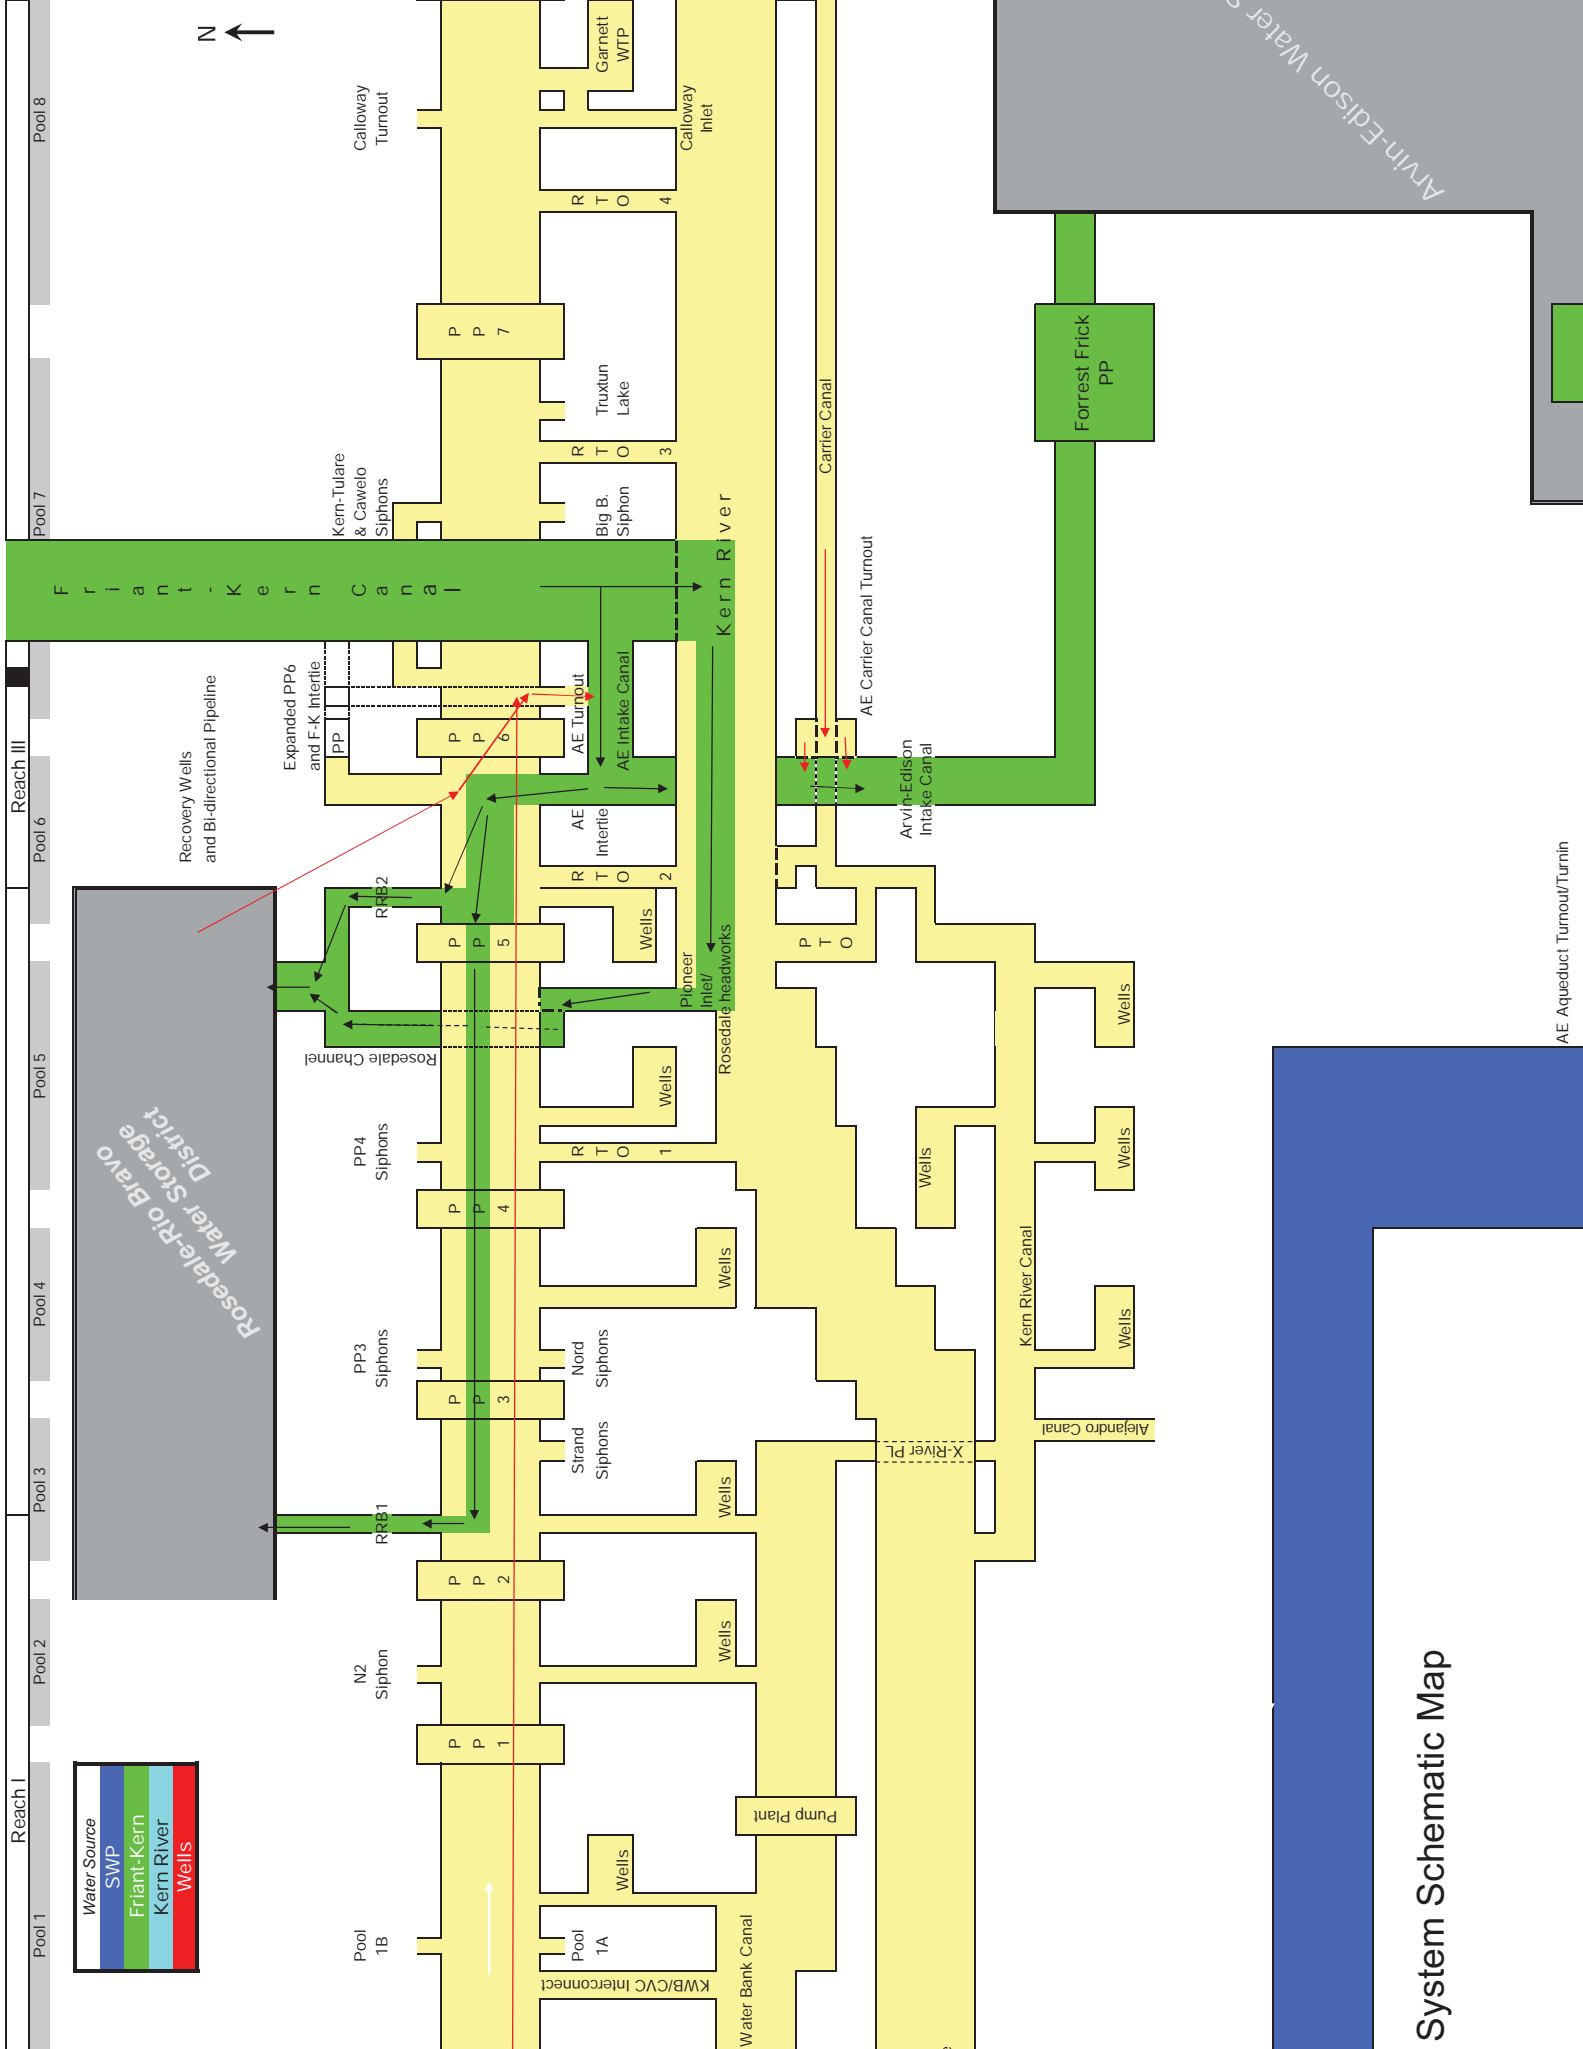 Reach I
Reach III
Pool 1
Pool 2
Pool 3
Pool 4
Pool 5
Pool 6
Pool 7
Pool 8
N
Water Source
SWP
Friant-Kern
Kern River
Wells
Rosedale-Rio Bravo
Water Storage
District
Recovery Wells
and Bi-directional Pipeline
Expanded PP6
and F-K Intertie
PP
Friant-Kern Canal
Kern-Tulare
& Cawelo
Siphons
Calloway
Turnout
Pool
1B
N2
Siphon
RRB1
PP3
Siphons
PP4
Siphons
Rosedale Channel
RRB2
PP 1
PP 2
PP 3
PP 4
PP 5
PP 6
PP 7
Pool
1A
KWB/CVC Interconnect
Wells
Strand
Siphons
Nord
Siphons
RTO 1
Wells
Wells
RTO 2
AE
Intertie
AE Turnout
AE Intake Canal
Big B.
Siphon
RTO 3
Truxtun
Lake
RTO 4
Garnett
WTP
Calloway
Inlet
Wells
Wells
Wells
Pioneer
Inlet/
Rosedale headworks
Kern River
Water Bank Canal
Pump Plant
X-River PL
PTO
Carrier Canal
AE Carrier Canal Turnout
Arvin-Edison
Intake Canal
Wells
Kern River Canal
Alejandro Canal
Wells
Wells
Wells
Forrest Frick
PP
Arvin-Edison Water S
AE Aqueduct Turnout/Turnin
System Schematic Map